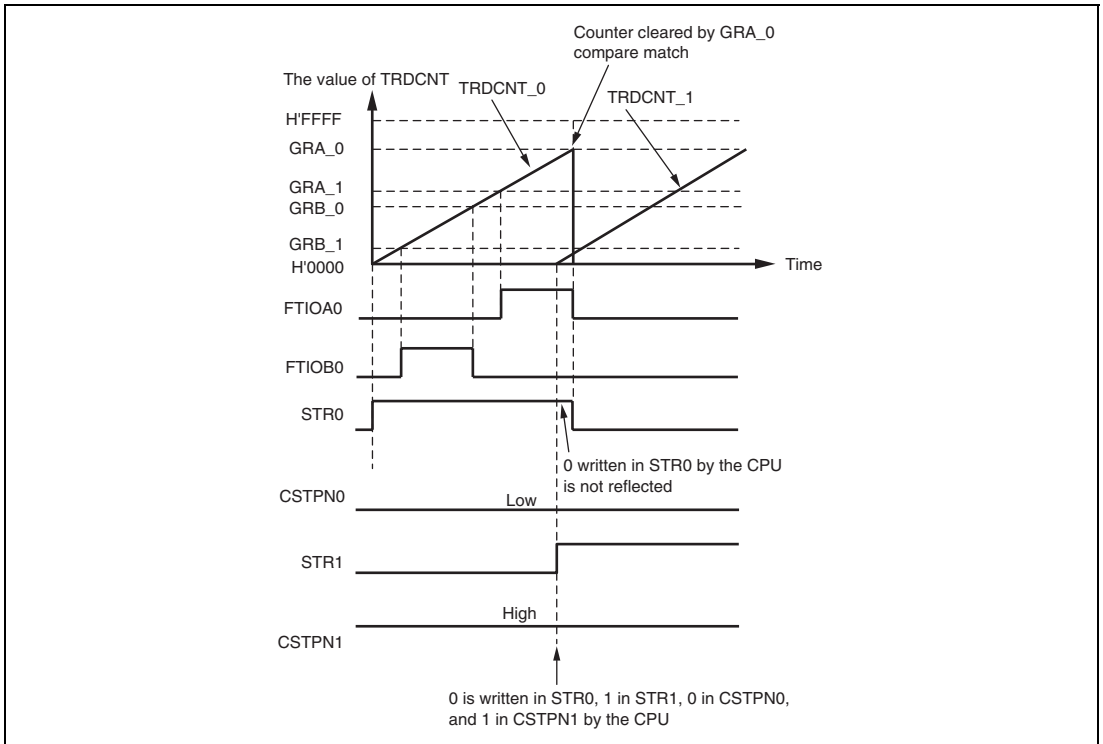 Counter cleared by GRA_0
compare match
The value of TRDCNT
TRDCNT_0
TRDCNT_1
H'FFFF
GRA_0
GRA_1
GRB_0
GRB_1
H'0000
Time
FTIOA0
FTIOB0
STR0
0 written in STR0 by the CPU
is not reflected
CSTPN0
Low
STR1
High
CSTPN1
0 is written in STR0, 1 in STR1, 0 in CSTPN0,
and 1 in CSTPN1 by the CPU